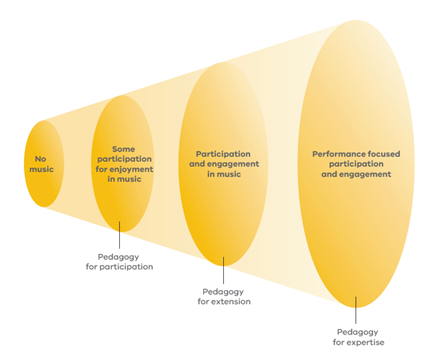 No
music
Some
participation
for enjoyment
in music
Participation
and engagement
in music
Performance focused
participation
and engagement
Pedagogy
for participation
Pedagogy
for extension
Pedagogy
for expertise